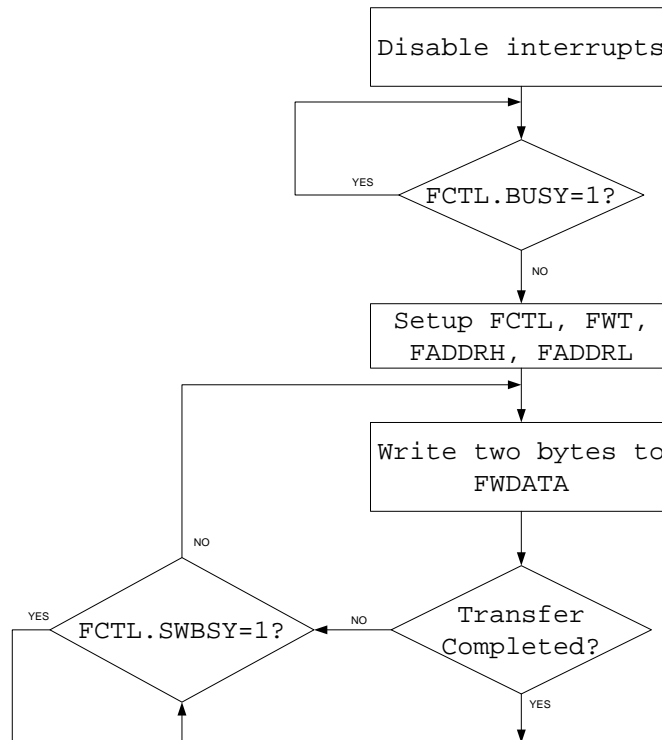 Disable interrupts
YES
FCTL.BUSY=1?
NO
Setup FCTL, FWT,
FADDRH, FADDRL
Write two bytes to
FWDATA
NO
YES
FCTL.SWBSY=1?
NO
Transfer
Completed?
YES